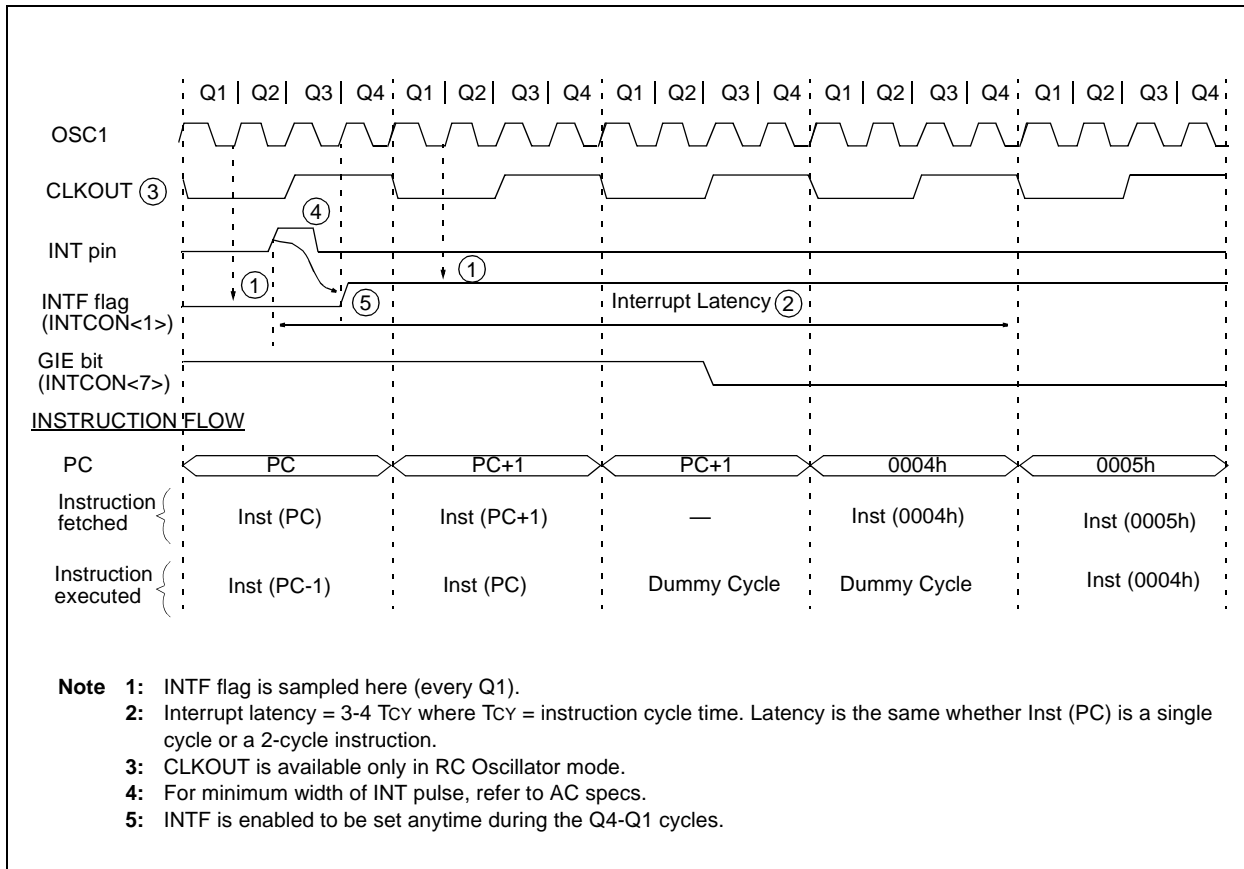 Q1 | Q2 | Q3 | Q4 Q1 | Q2 | Q3 | Q4 Q1 | Q2 | Q3 | Q4 Q1 | Q2 | Q3 | Q4 Q1 | Q2 | Q3 | Q4
OSC1
CLKOUT 3
4
INT pin
1 1
INTF flag
(INTCON<1>)
5
Interrupt Latency 2
GIE bit
(INTCON<7>)
INSTRUCTION FLOW
PC PC PC+1 PC+1 0004h 0005h
Instruction
fetched
Inst (PC) Inst (PC+1) — Inst (0004h) Inst (0005h)
Instruction
executed
Inst (PC-1) Inst (PC) Dummy Cycle Dummy Cycle Inst (0004h)
Note 1: INTF flag is sampled here (every Q1).
2: Interrupt latency = 3-4 TCY where TCY = instruction cycle time. Latency is the same whether Inst (PC) is a single
cycle or a 2-cycle instruction.
3: CLKOUT is available only in RC Oscillator mode.
4: For minimum width of INT pulse, refer to AC specs.
5: INTF is enabled to be set anytime during the Q4-Q1 cycles.